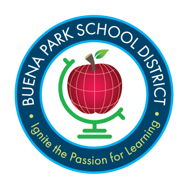 BUENA PARK SCHOOL DISTRICT
• Ignite the Passion for Learning •